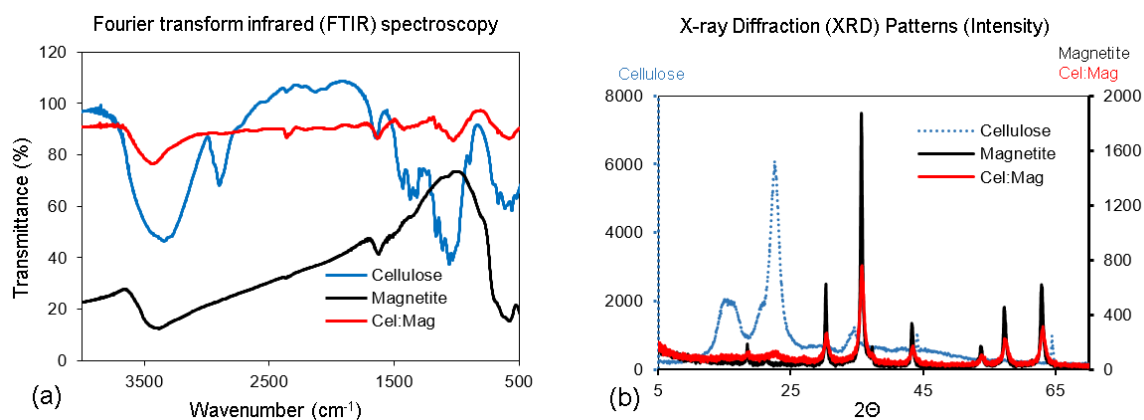 Fourier transform infrared (FTIR) spectroscopy
120
100
80
60
40
20
0
Transmittance (%)
Cellulose
Magnetite
Cel:Mag
3500
2500
1500
500
Wavenumber (cm-1)
(a)
X-ray Diffraction (XRD) Patterns (Intensity)
Cellulose
Magnetite
Cel:Mag
8000
6000
4000
2000
0
Cellulose
Magnetite
Cel:Mag
2000
1600
1200
800
400
0
5
25
45
65
2Θ
(b)